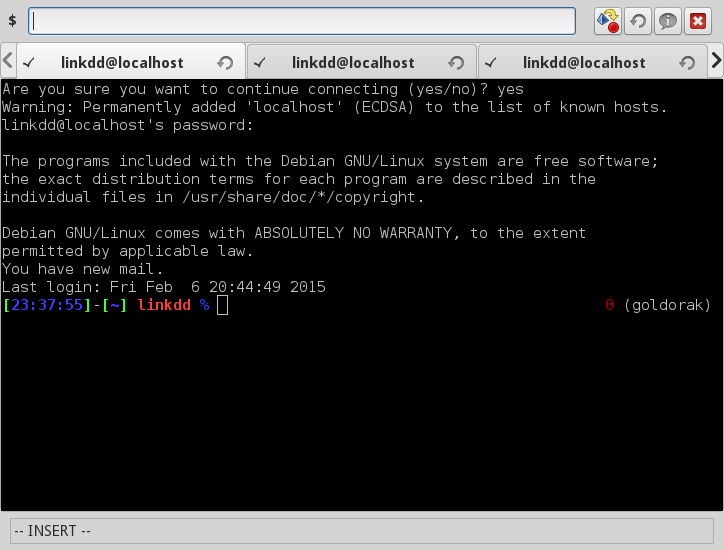 $
linkdd@localhost linkdd@localhost linkdd@localhost
Are you sure you want to continue connecting (yes/no)? yes
Warning: Permanently added 'localhost' (ECDSA) to the list of known hosts.
linkdd@localhost's password:
The programs included with the Debian GNU/Linux system are free software;
the exact distribution terms for each program are described in the
individual files in /usr/share/doc/*/copyright.
Debian GNU/Linux comes with ABSOLUTELY NO WARRANTY, to the extent
permitted by applicable law.
You have new mail.
Last login: Fri Feb  6 20:44:49 2015
[23:37:55]-[~] linkdd % 0 (goldorak)
-- INSERT --